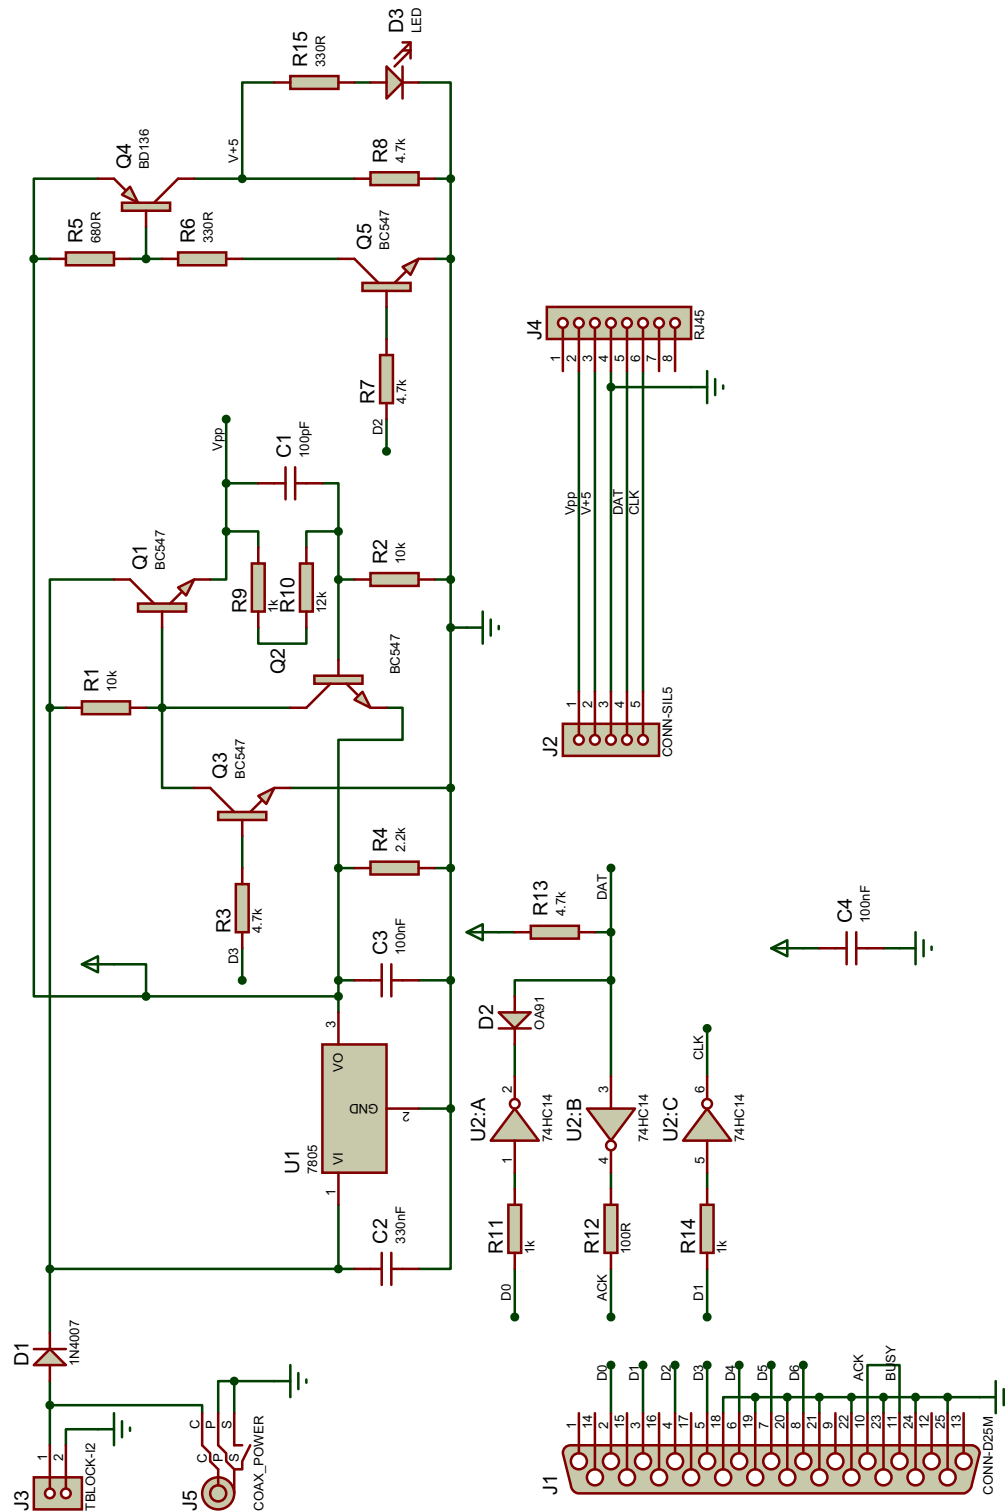 D3
LED
R15
330R
Q4
BD136
V+5
R8
4.7k
R5
680R
R6
330R
Q5
BC547
R7
4.7k
D2
Vpp
C1
100pF
Q1
BC547
R9
1k
R10
12k
R2
10k
Q2
BC547
R1
10k
Q3
BC547
R4
2.2k
R3
4.7k
D3
C3
100nF
U1
7805
VI
VO
GND
1
2
3
C2
330nF
D1
1N4007
J3
TBLOCK-I2
1
2
J5
COAX_POWER
C
P
S
C
P
S
J4
RJ45
1
2
3
4
5
6
7
8
Vpp
V+5
DAT
CLK
J2
CONN-SIL5
1
2
3
4
5
R13
4.7k
DAT
D2
OA91
U2:A
74HC14
1
2
R11
1k
D0
U2:B
74HC14
3
4
R12
100R
ACK
U2:C
74HC14
5
6
CLK
R14
1k
D1
C4
100nF
J1
CONN-D25M
1
14
2
15
3
16
4
17
5
18
6
19
7
20
8
21
9
22
10
23
11
24
12
25
13
D0
D1
D2
D3
D4
D5
D6
ACK
BUSY